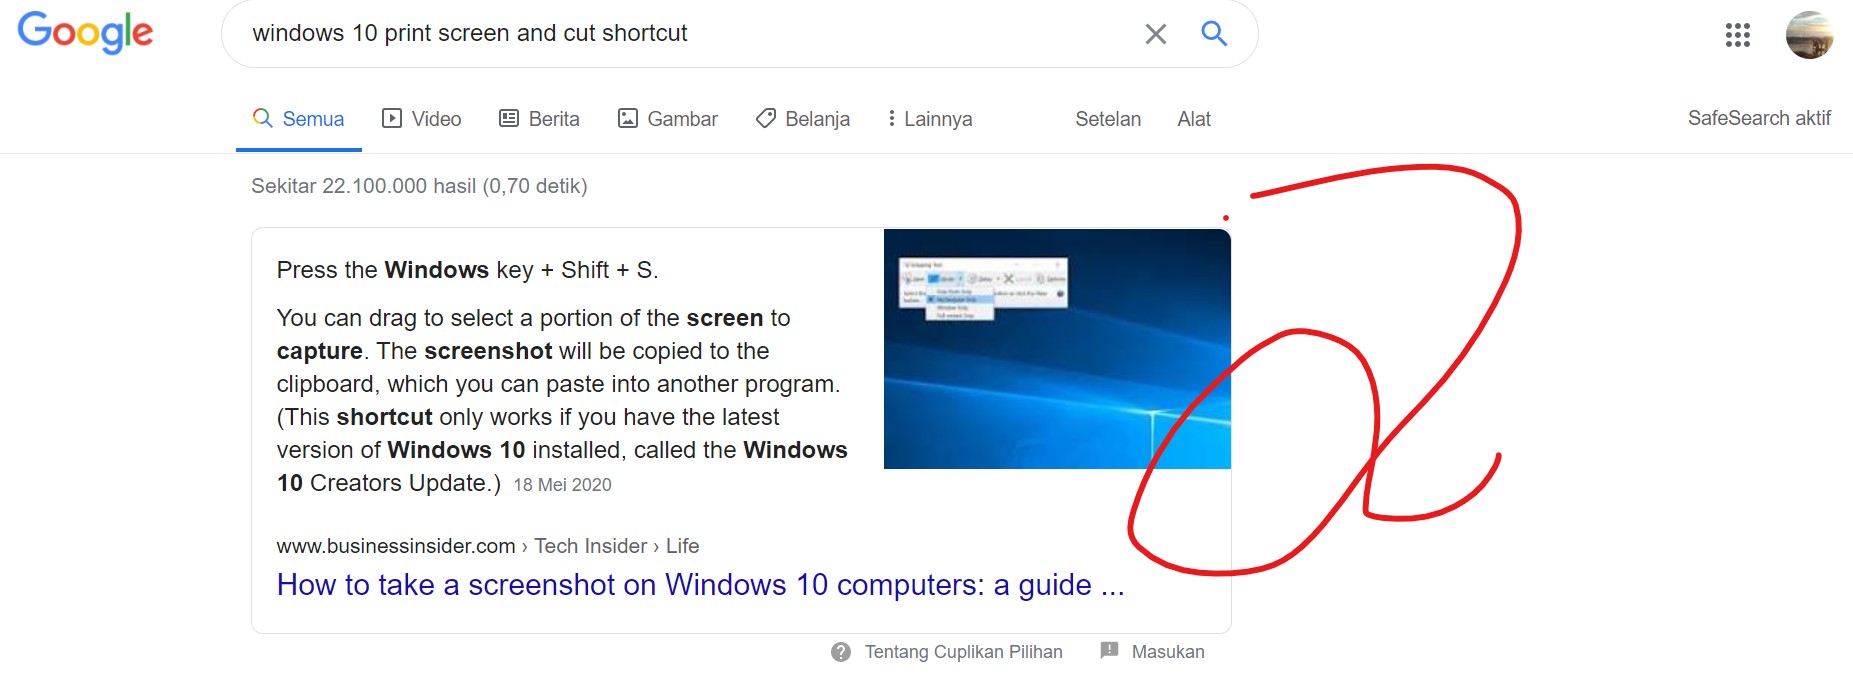 Google
windows 10 print screen and cut shortcut
Semua Video Berita Gambar Belanja Lainnya Setelan Alat SafeSearch aktif
Sekitar 22.100.000 hasil (0,70 detik)
Press the Windows key + Shift + S.
You can drag to select a portion of the screen to
capture. The screenshot will be copied to the
clipboard, which you can paste into another program.
(This shortcut only works if you have the latest
version of Windows 10 installed, called the Windows
10 Creators Update.) 18 Mei 2020
www.businessinsider.com › Tech Insider › Life
How to take a screenshot on Windows 10 computers: a guide ...
Tentang Cuplikan Pilihan Masukan